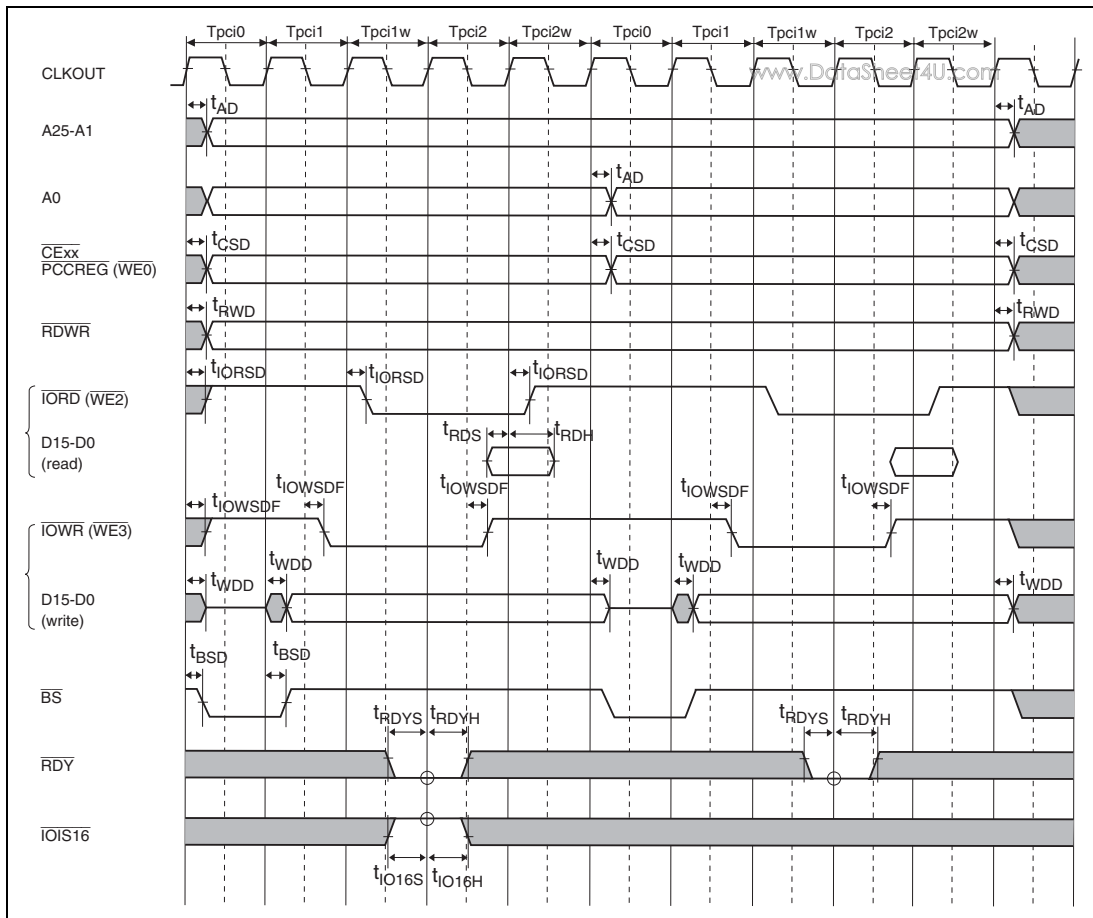 Tpci0 Tpci1 Tpci1w Tpci2 Tpci2w Tpci0 Tpci1 Tpci1w Tpci2 Tpci2w
CLKOUT
www.DataSheet4U.com
tAD tAD
A25-A1
tAD
A0
tCSD tCSD tCSD
CExx
PCCREG (WE0)
tRWD tRWD
RDWR
tIORSD tIORSD tIORSD
IORD (WE2)
tRDS tRDH
D15-D0
(read)
tIOWSDF tIOWSDF tIOWSDF tIOWSDF
IOWR (WE3)
tWDD tWDD tWDD tWDD tWDD
D15-D0
(write)
tBSD tBSD
BS
tRDYS tRDYH tRDYS tRDYH
RDY
IOIS16
tIO16S tIO16H